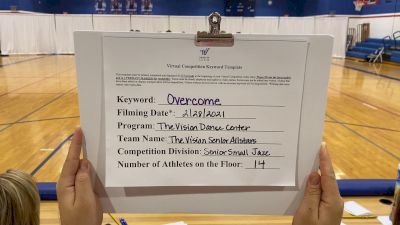 Virtual Competition Keyword Template
Keyword: Overcome
Filming Date*: 2/28/2021
Program: The Vision Dance Center
Team Name: The Vision Senior Allstars
Competition Division: Senior Small Jazz
Number of Athletes on the Floor: 14